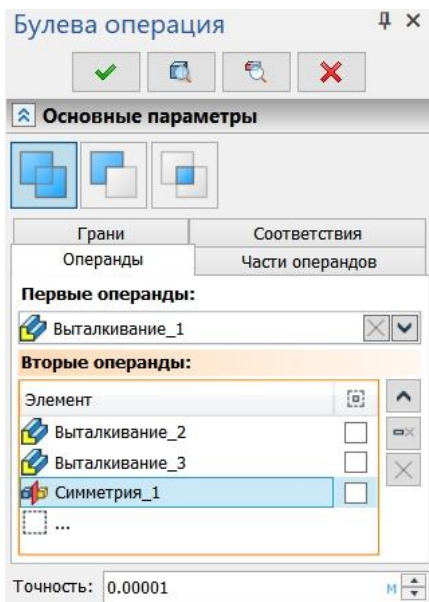 Булева операция
Основные параметры
Грани Соответствия
Операнды Части операндов
Первые операнды:
Выталкивание_1
Вторые операнды:
Элемент
Выталкивание_2
Выталкивание_3
Симметрия_1
...
Точность: 0.00001 м